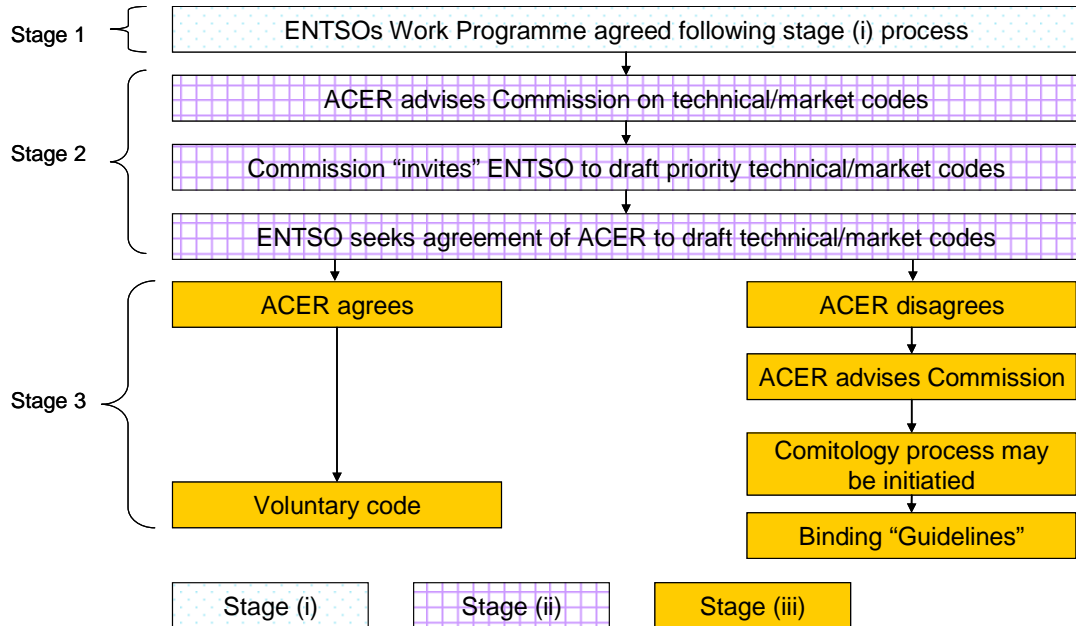 Stage 1
ENTSOs Work Programme agreed following stage (i) process
Stage 2
ACER advises Commission on technical/market codes
Commission “invites” ENTSO to draft priority technical/market codes
ENTSO seeks agreement of ACER to draft technical/market codes
Stage 3
ACER agrees
ACER disagrees
ACER advises Commission
Comitology process may
be initiatied
Voluntary code
Binding “Guidelines”
Stage (i)
Stage (ii)
Stage (iii)